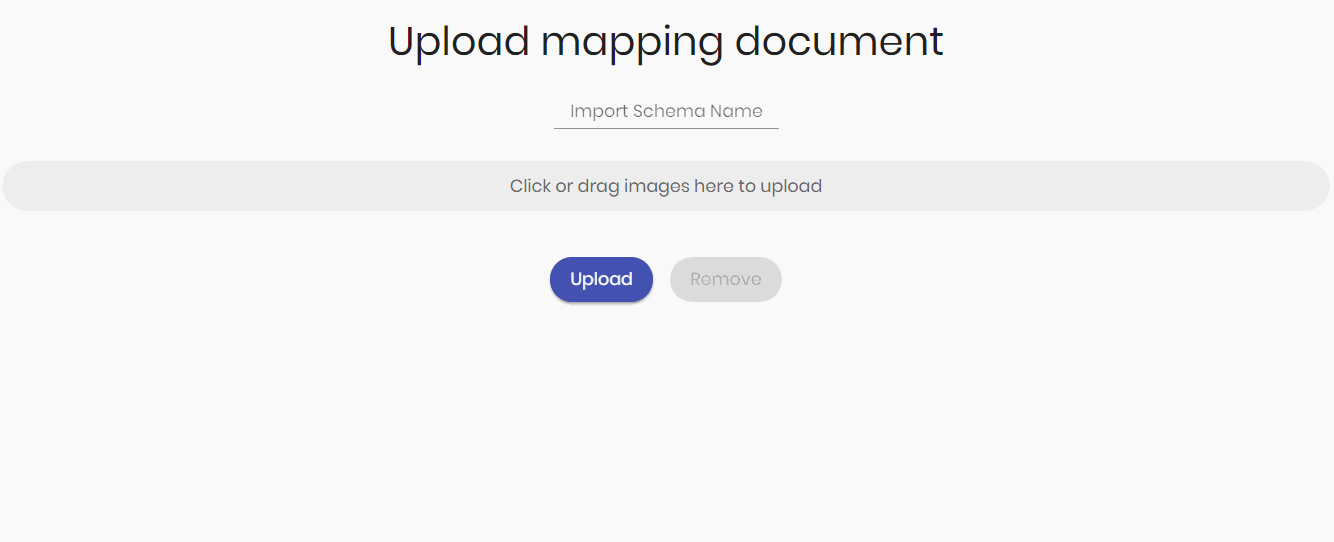 Upload mapping document
Import Schema Name
Click or drag images here to upload
Upload Remove